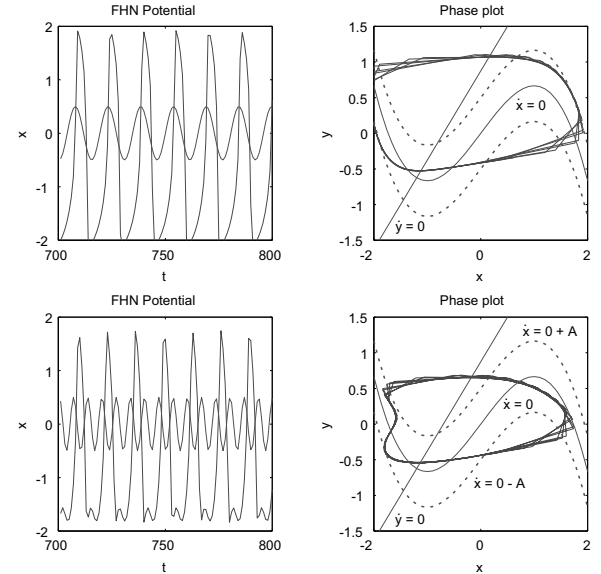 FHN Potential
Phase plot
2
1
0
-1
-2
x
700
750
800
t
1.5
1
0.5
0
-0.5
-1
-1.5
y
ẋ = 0
ẏ = 0
-2
0
2
x
FHN Potential
Phase plot
2
1
0
-1
-2
x
700
750
800
t
1.5
1
0.5
0
-0.5
-1
-1.5
y
ẋ = 0 + A
ẋ = 0
ẋ = 0 - A
ẏ = 0
-2
0
2
x